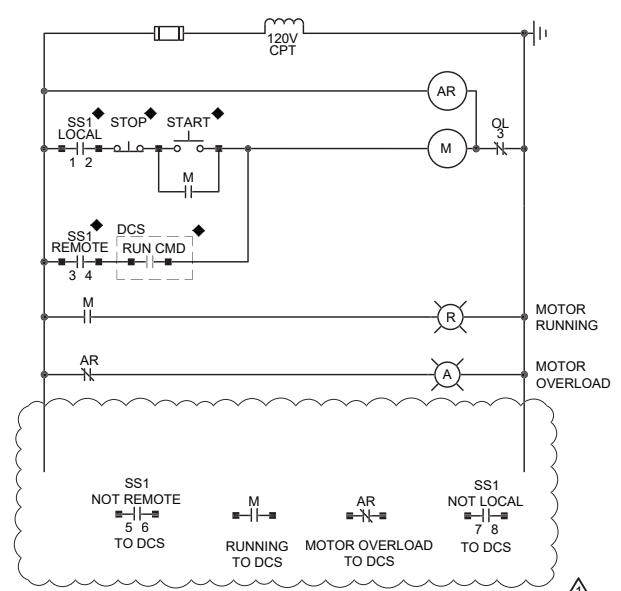 120V
CPT
AR
SS1
LOCAL
1 2
STOP
START
M
M
OL
3
SS1
REMOTE
3 4
DCS
RUN CMD
M
R
MOTOR
RUNNING
AR
A
MOTOR
OVERLOAD
SS1
NOT REMOTE
5 6
TO DCS
M
RUNNING
TO DCS
AR
MOTOR OVERLOAD
TO DCS
SS1
NOT LOCAL
7 8
TO DCS
1